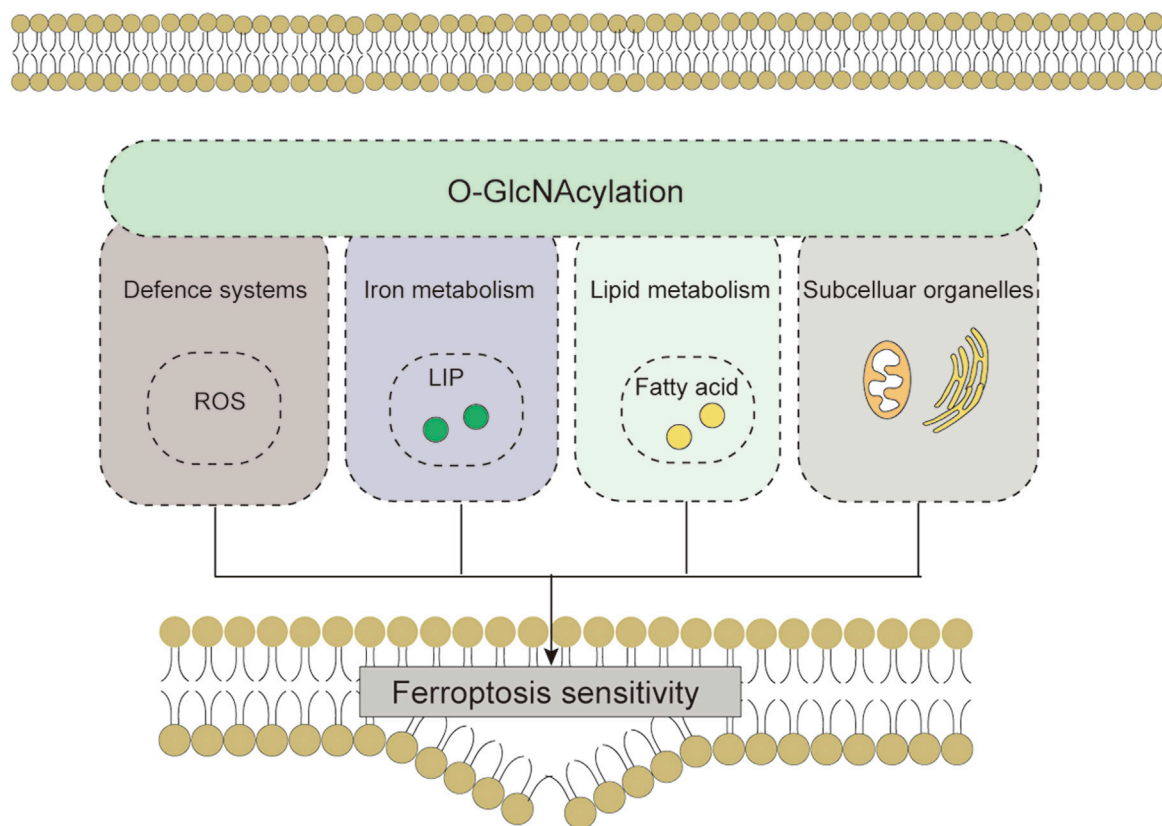 O-GlcNAcylation
Defence systems
Iron metabolism
Lipid metabolism
Subcelluar organelles
ROS
LIP
Fatty acid
Ferroptosis sensitivity